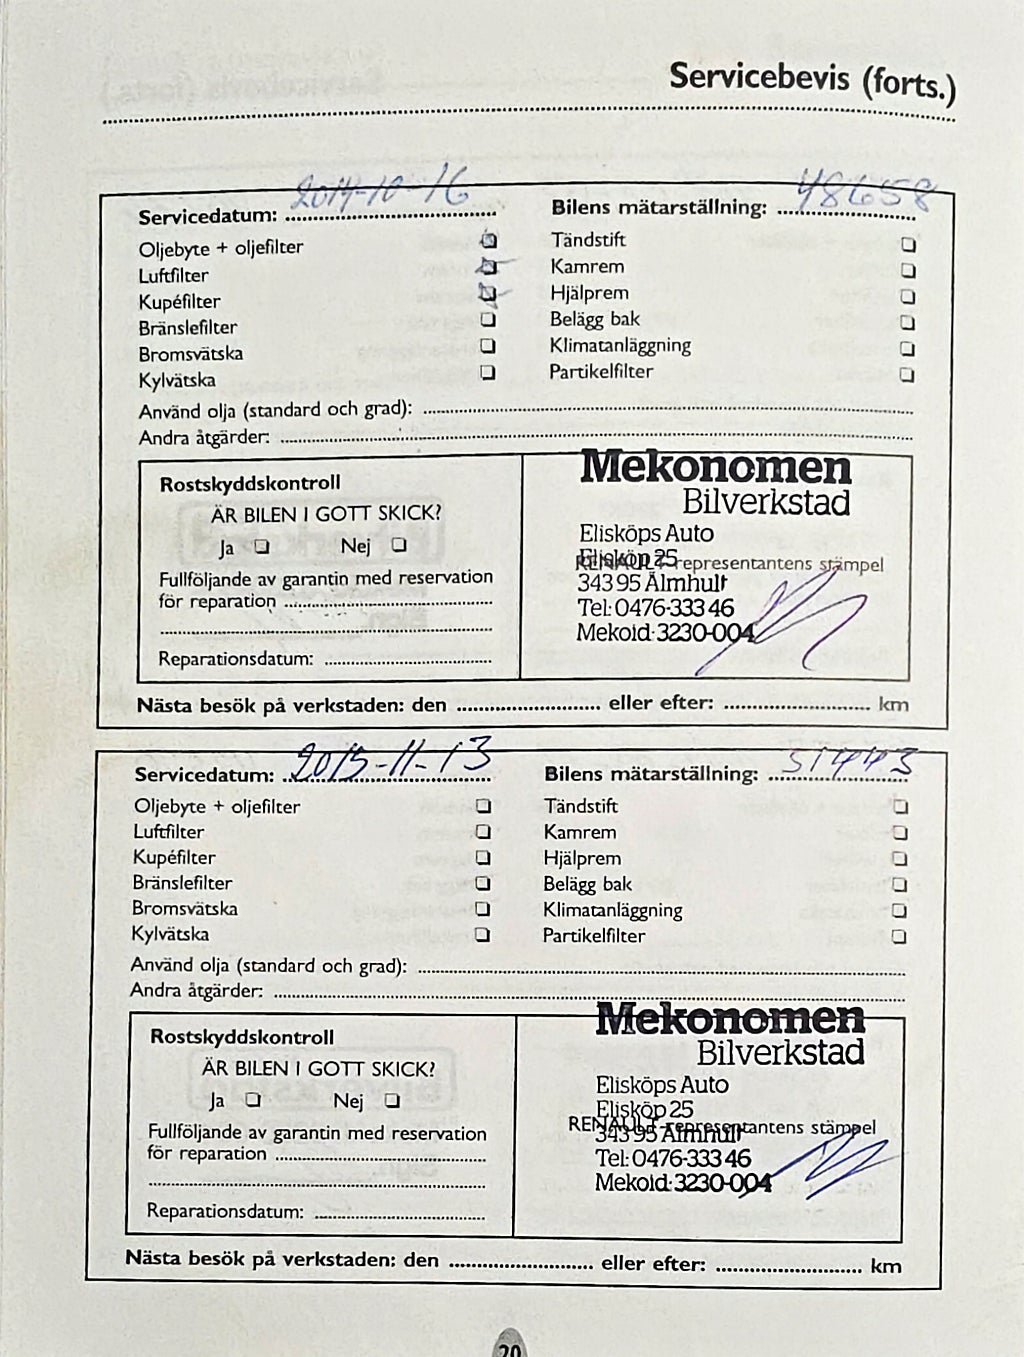 Servicebevis (forts.)
Servicedatum: 2014-10-16 Bilens mätarställning: 48658
Oljebyte + oljefilter Tändstift
Luftfilter Kamrem
Kupéfilter Hjälprem
Bränslefilter Belägg bak
Bromsvätska Klimatanläggning
Kylvätska Partikelfilter
Använd olja (standard och grad):
Andra åtgärder:
Rostskyddskontroll
ÄR BILEN I GOTT SKICK?
Ja Nej
Fullföljande av garantin med reservation
för reparation
Reparationsdatum:
Mekonomen
Bilverkstad
Elisköps Auto
Elisköp 25
RENAULT-representantens stämpel
343 95 Älmhult
Tel: 0476-333 46
Mekoid: 3230-004
Nästa besök på verkstaden: den eller efter: km
Servicedatum: 2015-11-13 Bilens mätarställning: 51443
Oljebyte + oljefilter Tändstift
Luftfilter Kamrem
Kupéfilter Hjälprem
Bränslefilter Belägg bak
Bromsvätska Klimatanläggning
Kylvätska Partikelfilter
Använd olja (standard och grad):
Andra åtgärder:
Rostskyddskontroll
ÄR BILEN I GOTT SKICK?
Ja Nej
Fullföljande av garantin med reservation
för reparation
Reparationsdatum:
Mekonomen
Bilverkstad
Elisköps Auto
Elisköp 25
RENAULT-representantens stämpel
343 95 Älmhult
Tel: 0476-333 46
Mekoid: 3230-004
Nästa besök på verkstaden: den eller efter: km
20